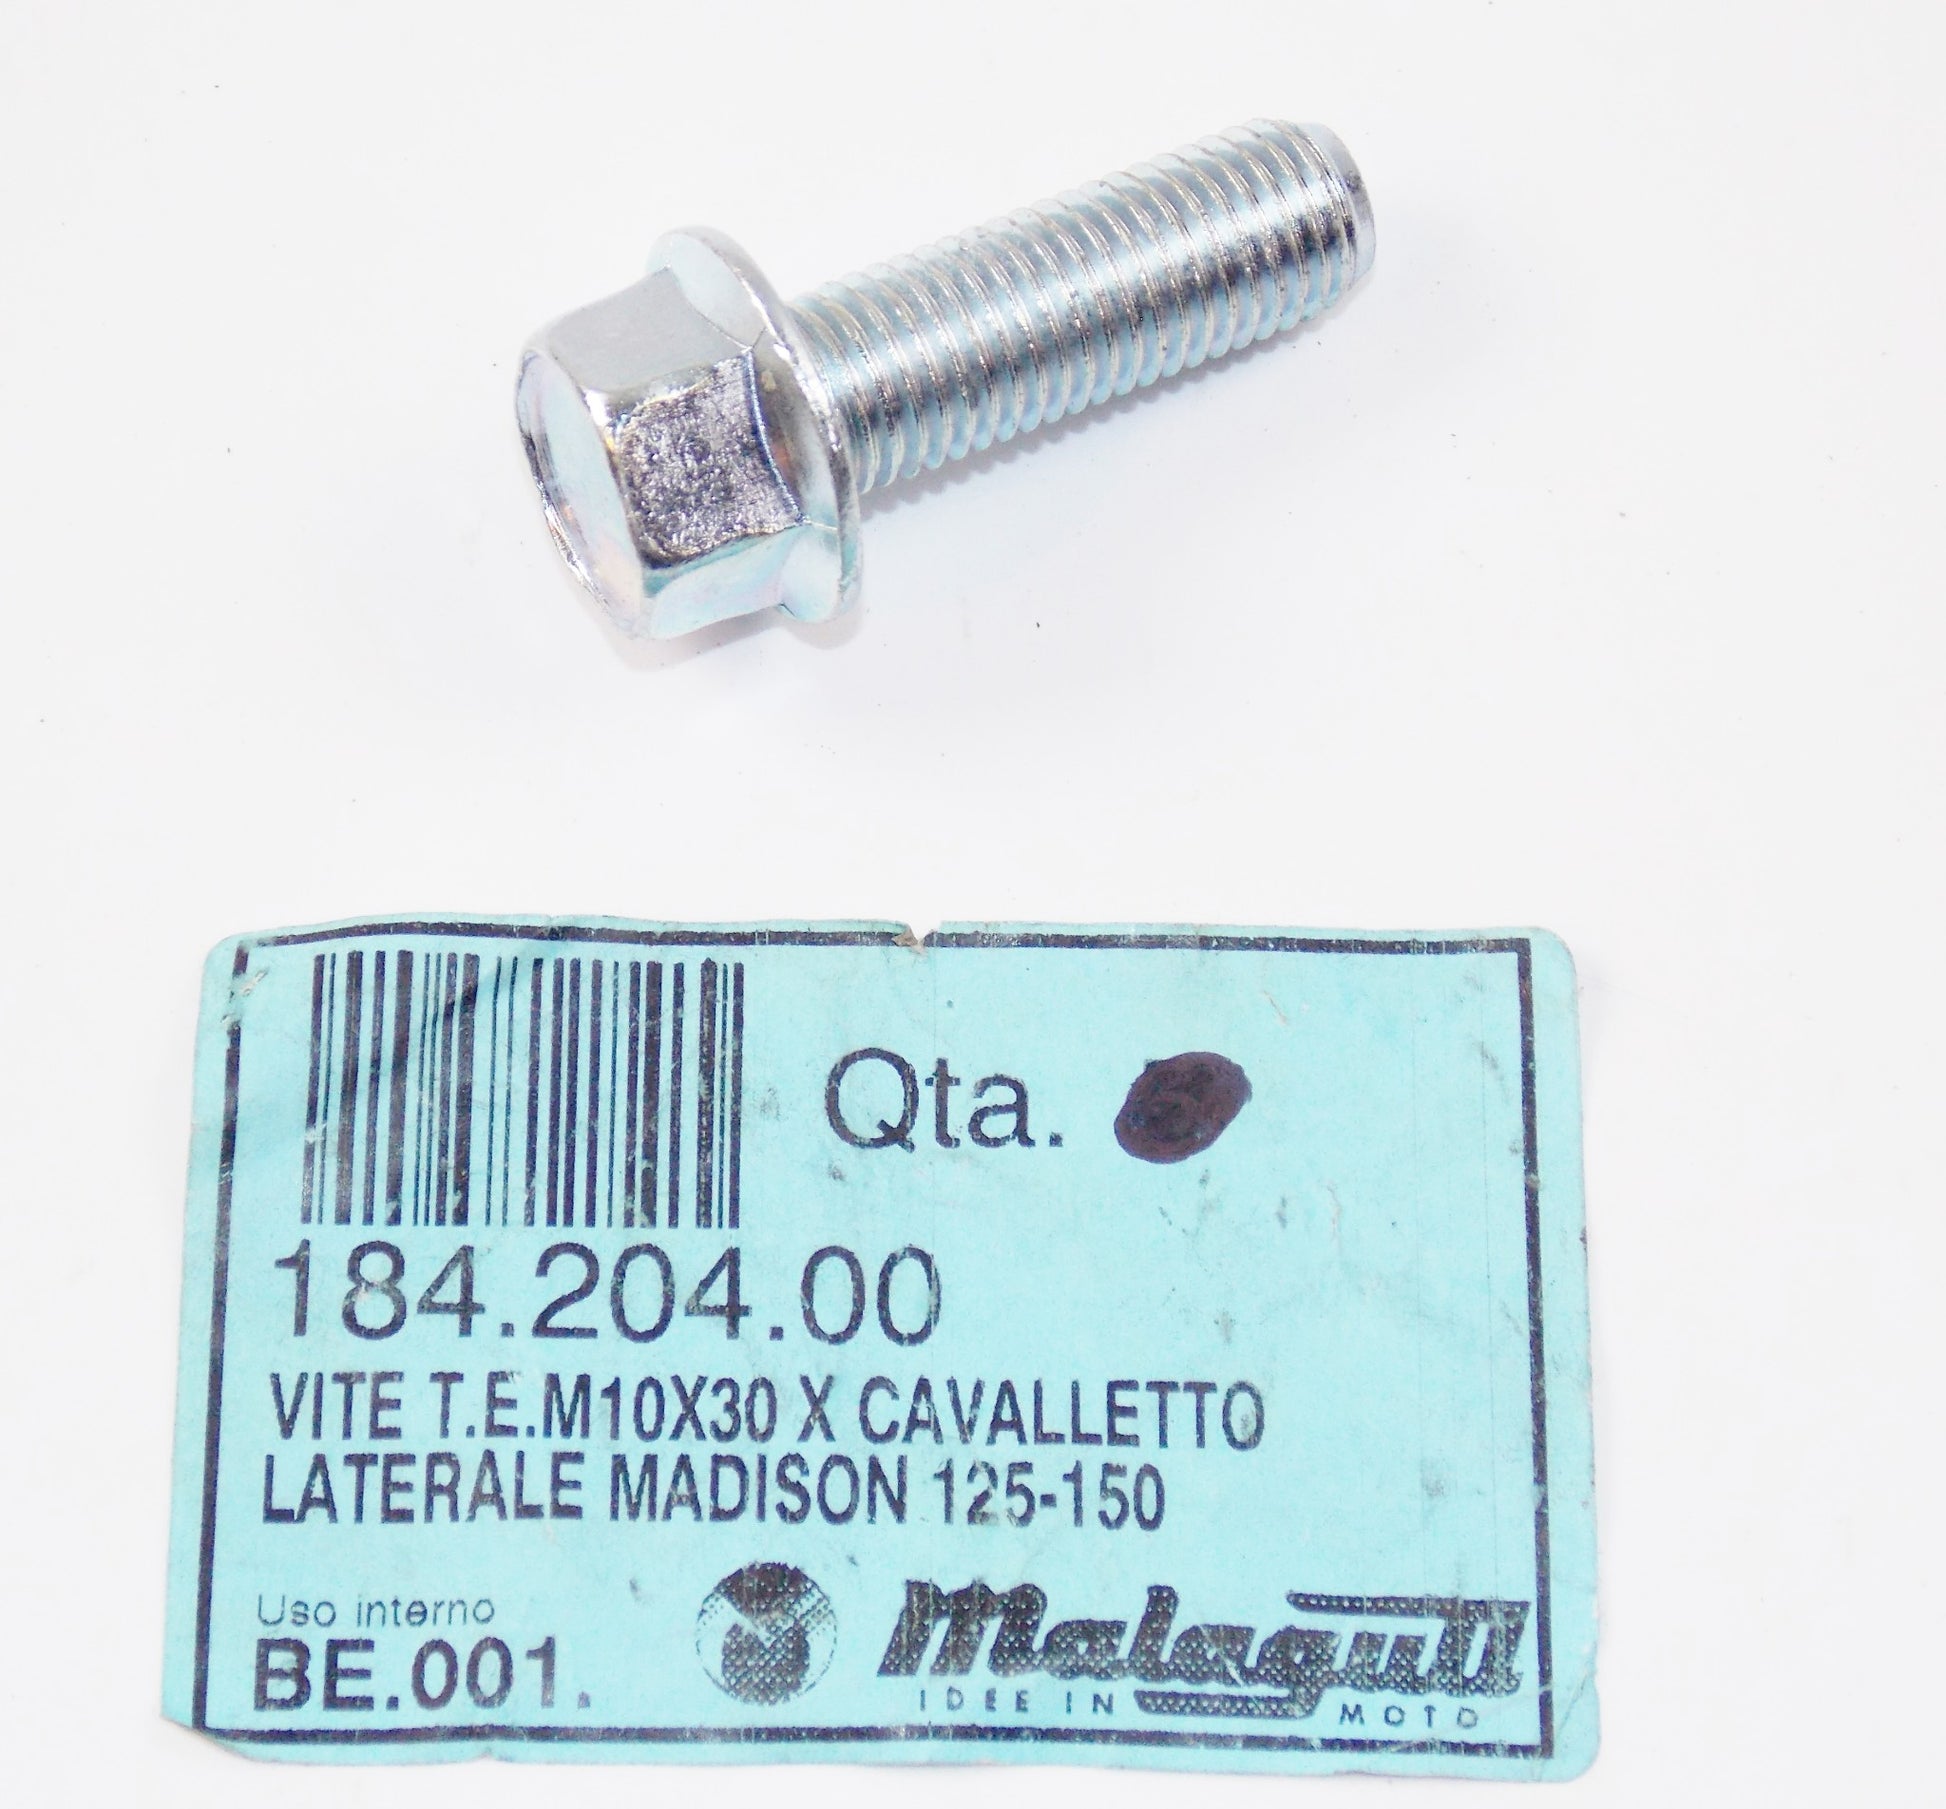 Qta.
184.204.00
VITE T.E.M10X30 X CAVALLETTO
LATERALE MADISON 125-150
Uso interno
BE.001.
Malaguti
IDEE IN MOTO